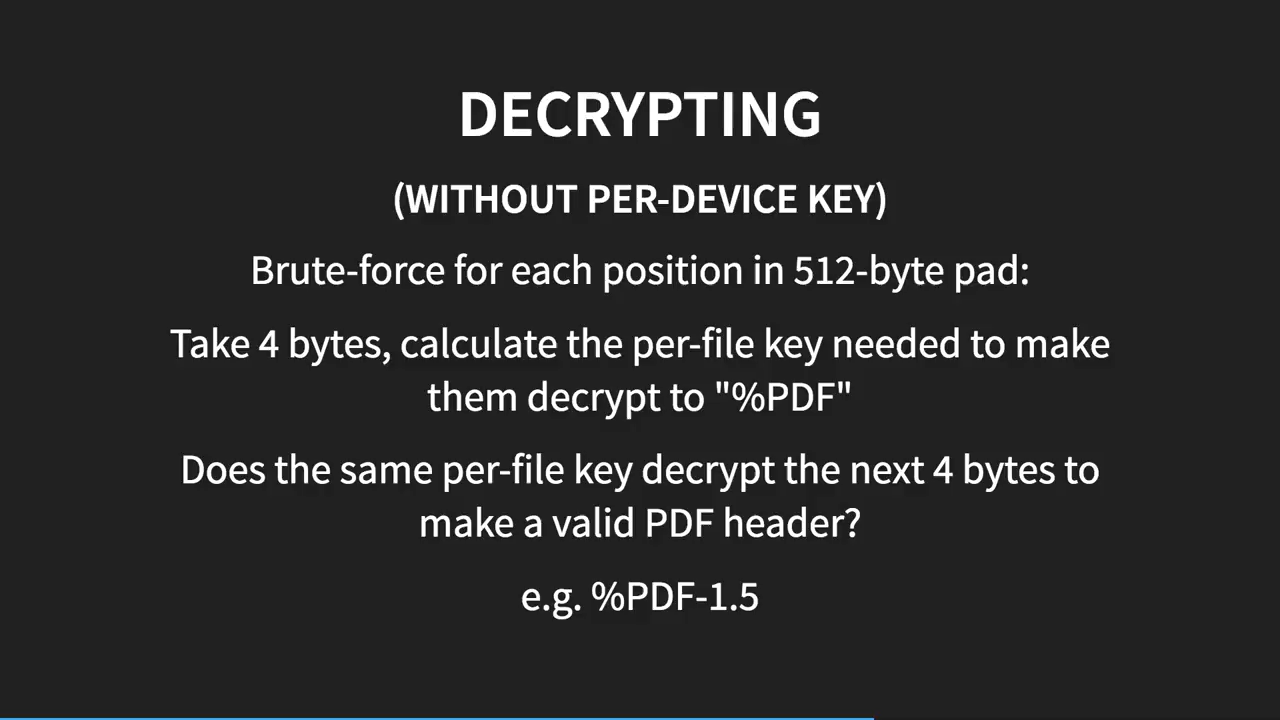 DECRYPTING
(WITHOUT PER-DEVICE KEY)
Brute-force for each position in 512-byte pad:
Take 4 bytes, calculate the per-file key needed to make
them decrypt to "%PDF"
Does the same per-file key decrypt the next 4 bytes to
make a valid PDF header?
e.g. %PDF-1.5